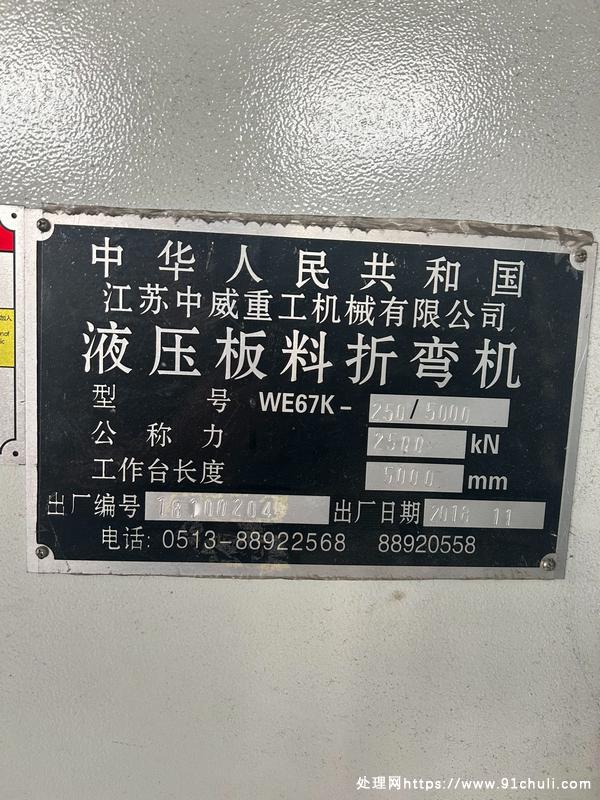 中华人民共和国
江苏中威重工机械有限公司
液压板料折弯机
型号 WE67K- 250/5000
公称力 2500 kN
工作台长度 5000 mm
出厂编号 18100204 出厂日期 2018 11
电话: 0513-88922568 88920558
处理网https://www.91chuli.com